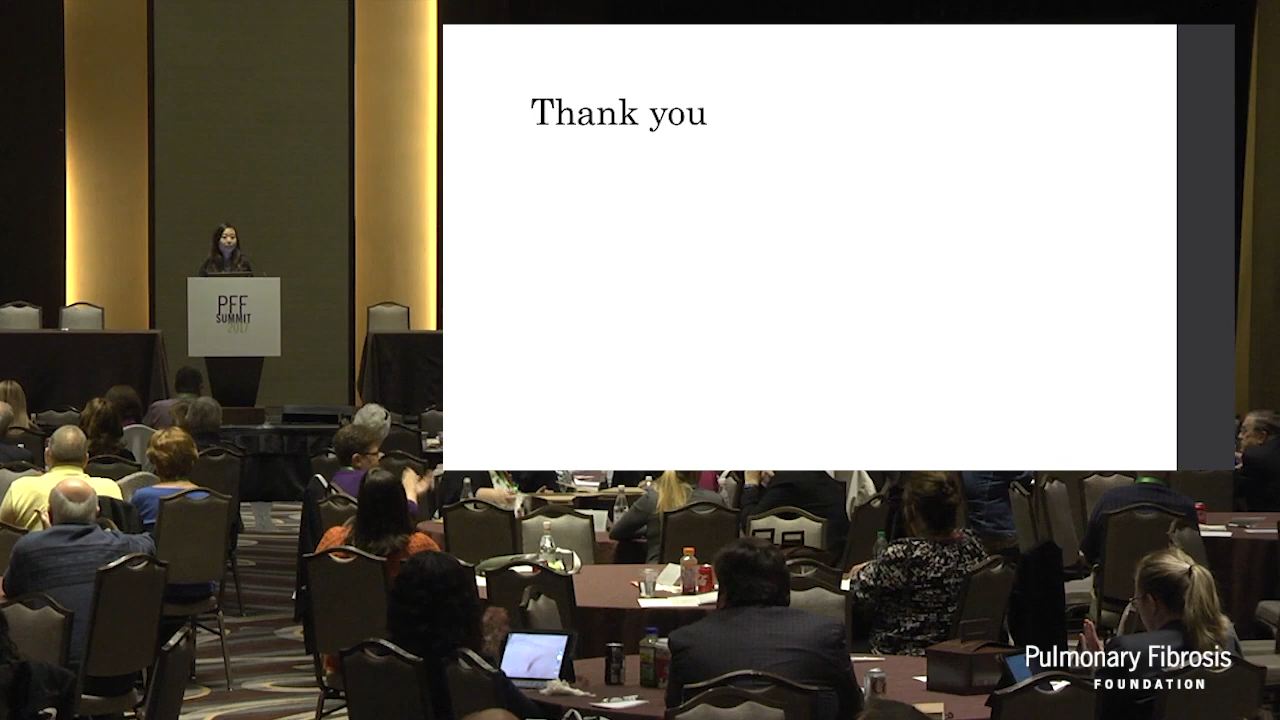 Thank you
PFF
SUMMIT
2017
Pulmonary Fibrosis
FOUNDATION